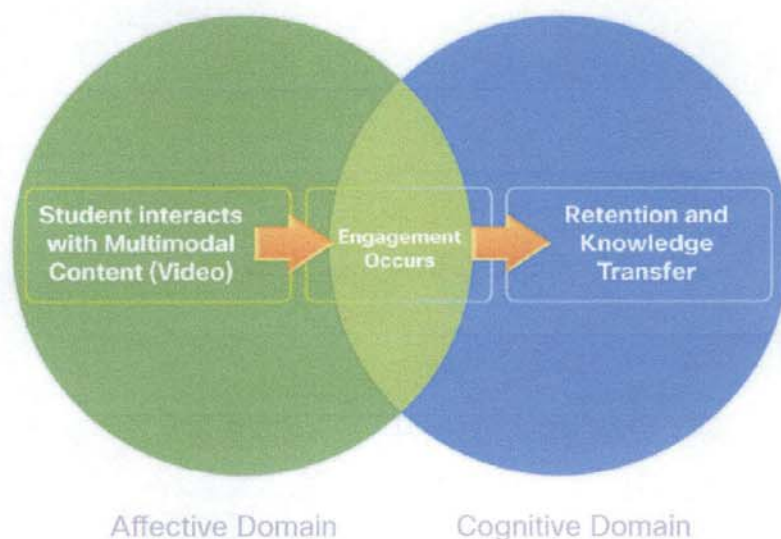 Student interacts
with Multimodal
Content (Video)
Engagement
Occurs
Retention and
Knowledge
Transfer
Affective Domain
Cognitive Domain